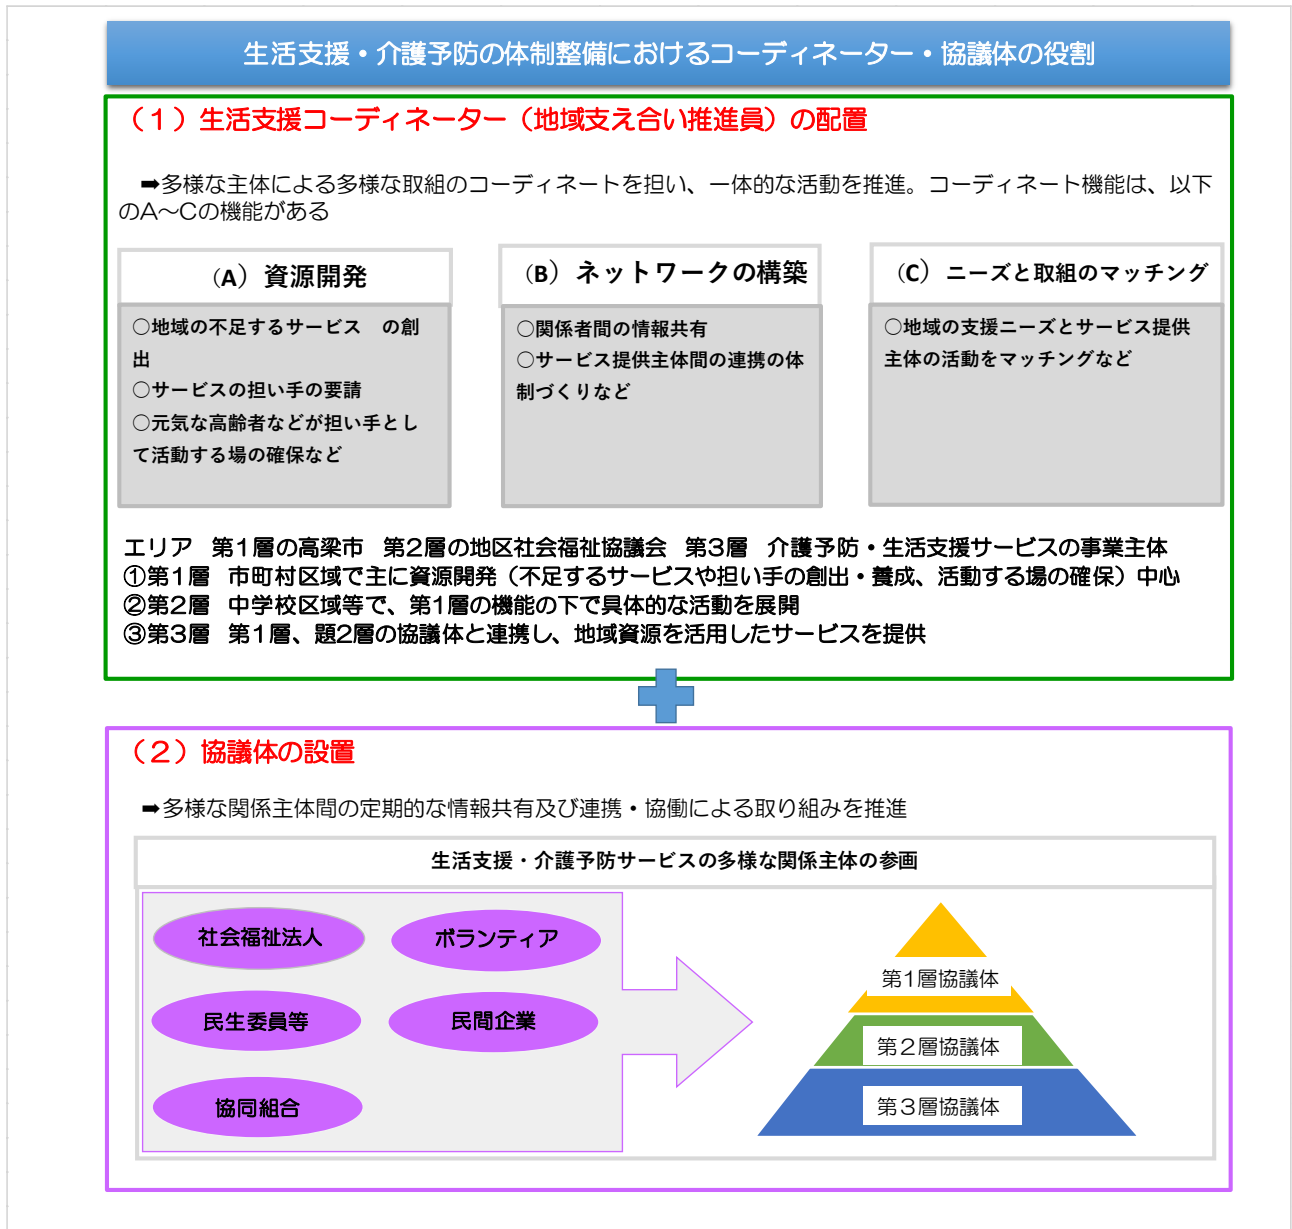 生活支援・介護予防の体制整備におけるコーディネーター・協議体の役割
（１）生活支援コーディネーター（地域支え合い推進員）の配置
➡多様な主体による多様な取組のコーディネートを担い、一体的な活動を推進。コーディネート機能は、以下
のA～Cの機能がある
（A）資源開発
○地域の不足するサービス　の創
出
○サービスの担い手の要請
○元気な高齢者などが担い手とし
て活動する場の確保など
（B）ネットワークの構築
○関係者間の情報共有
○サービス提供主体間の連携の体
制づくりなど
（C）ニーズと取組のマッチング
○地域の支援ニーズとサービス提供
主体の活動をマッチングなど
エリア　第１層の高梁市　第２層の地区社会福祉協議会　第３層　介護予防・生活支援サービスの事業主体
①第１層　市町村区域で主に資源開発（不足するサービスや担い手の創出・養成、活動する場の確保）中心
②第２層　中学校区域等で、第１層の機能の下で具体的な活動を展開
③第３層　第１層、題２層の協議体と連携し、地域資源を活用したサービスを提供
（２）協議体の設置
➡多様な関係主体間の定期的な情報共有及び連携・協働による取り組みを推進
生活支援・介護予防サービスの多様な関係主体の参画
社会福祉法人
ボランティア
民生委員等
民間企業
協同組合
第１層協議体
第２層協議体
第３層協議体